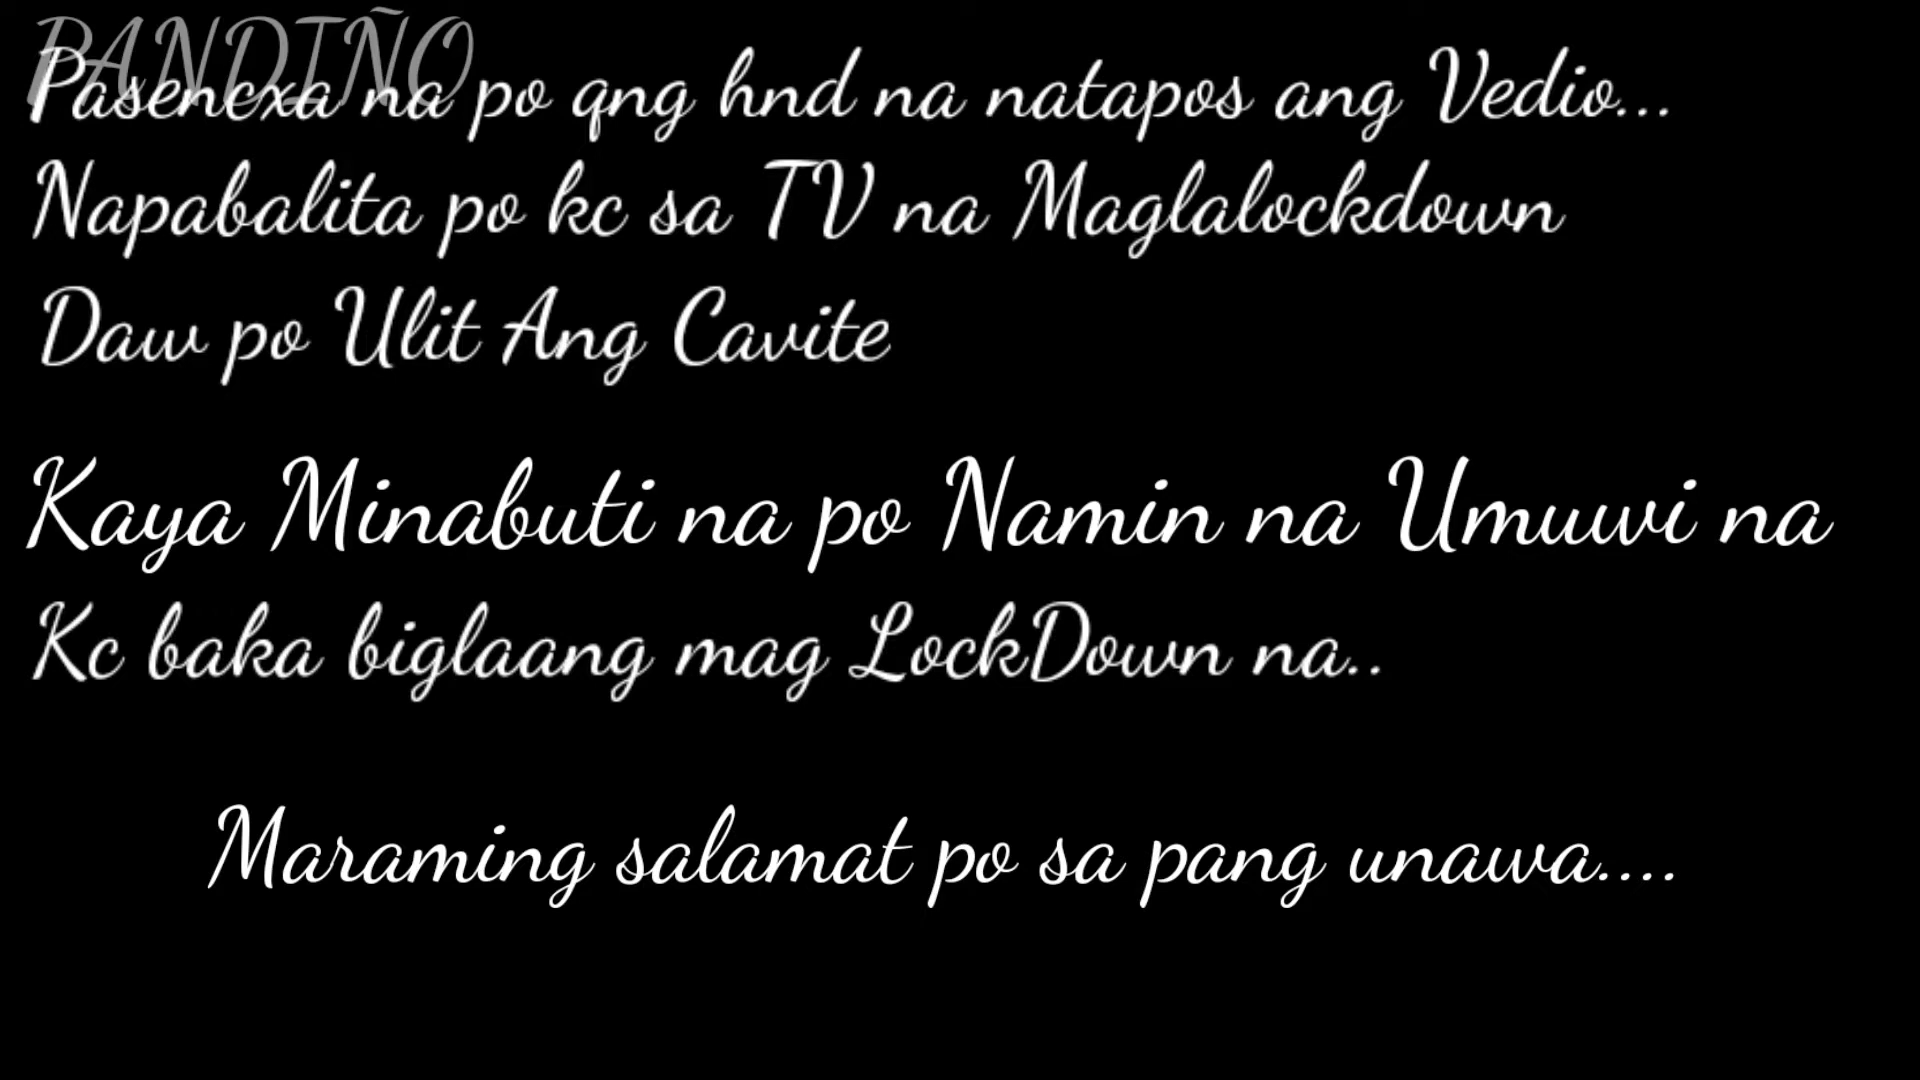 PANDIÑO
Pasencxa na po qng hnd na natapos ang Vedio...
Napabalita po kc sa TV na Maglalockdown
Daw po Ulit Ang Cavite
Kaya Minabuti na po Namin na Umuwi na
Kc baka biglaang mag LockDown na..
Maraming salamat po sa pang unawa....